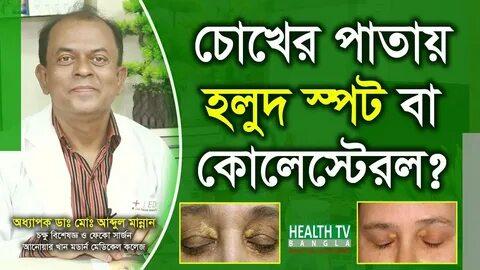 চোখের পাতায়
হলুদ স্পট বা
কোলেস্টেরল?
অধ্যাপক ডাঃ মোঃ আব্দুল মান্নান
চক্ষু বিশেষজ্ঞ ও ফেকো সার্জন
আনোয়ার খান মডার্ন মেডিকেল কলেজ
HEALTH TV
BANGLA